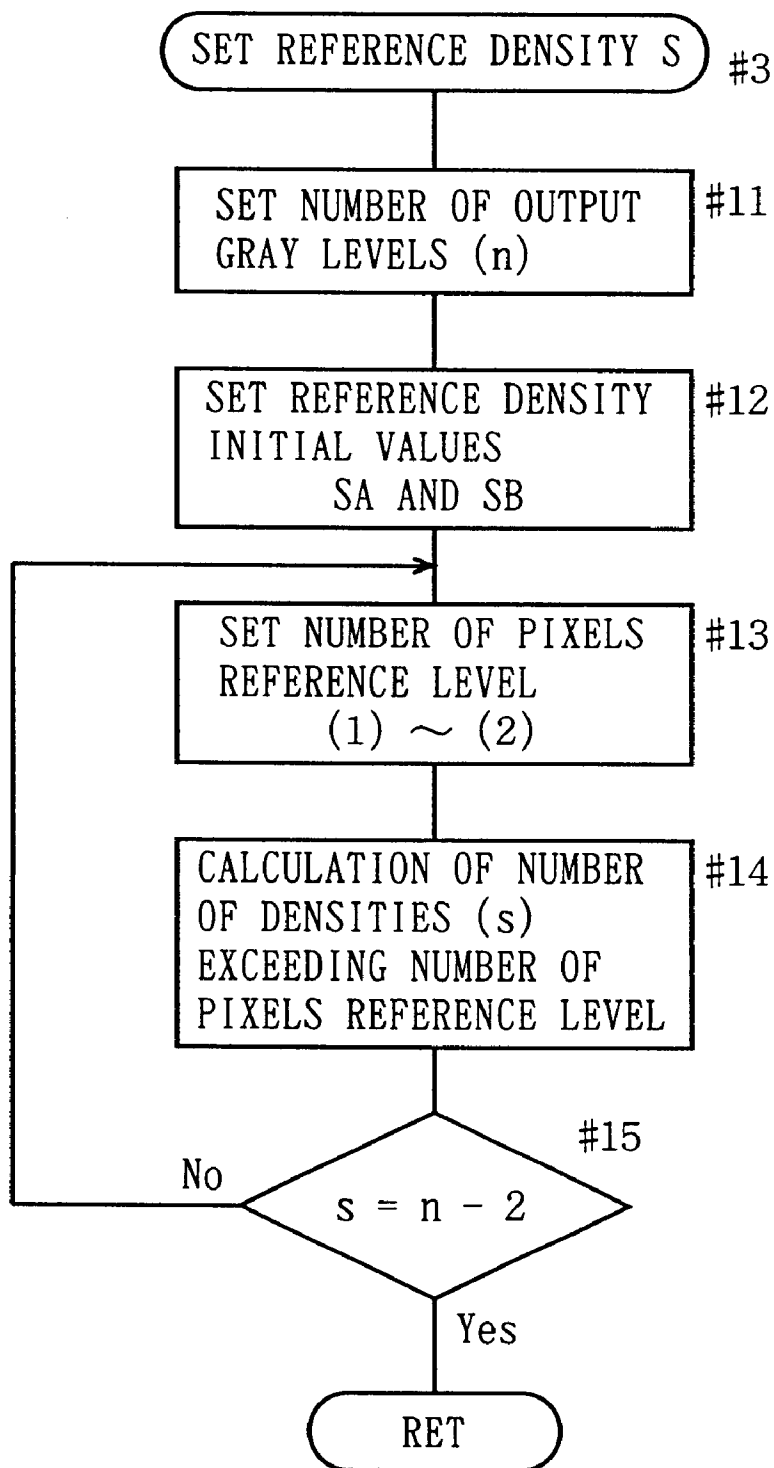 SET REFERENCE DENSITY S
#3
SET NUMBER OF OUTPUT
GRAY LEVELS (n)
#11
SET REFERENCE DENSITY
INITIAL VALUES
SA AND SB
#12
SET NUMBER OF PIXELS
REFERENCE LEVEL
(1) ~ (2)
#13
CALCULATION OF NUMBER
OF DENSITIES (s)
EXCEEDING NUMBER OF
PIXELS REFERENCE LEVEL
#14
#15
No
s = n - 2
Yes
RET